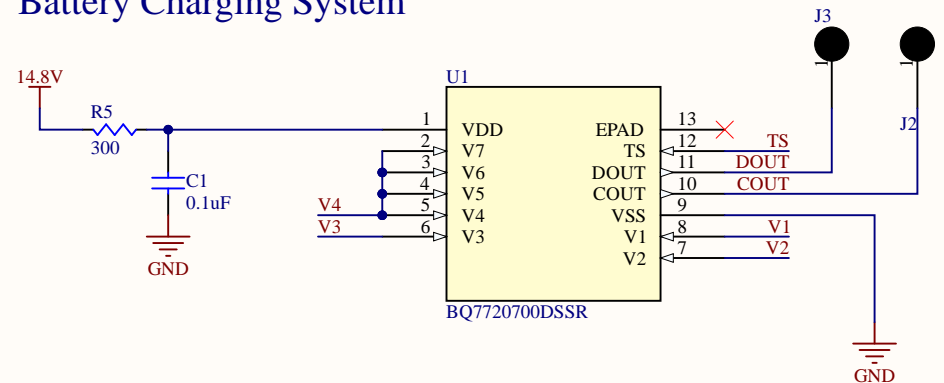 Battery Charging System
14.8V
R5
300
C1
0.1uF
GND
V4
V3
U1
1
2
3
4
5
6
VDD
V7
V6
V5
V4
V3
EPAD
TS
DOUT
COUT
VSS
V1
V2
13
12
11
10
9
8
7
BQ7720700DSSR
TS
DOUT
COUT
V1
V2
J3
1
1
J2
GND